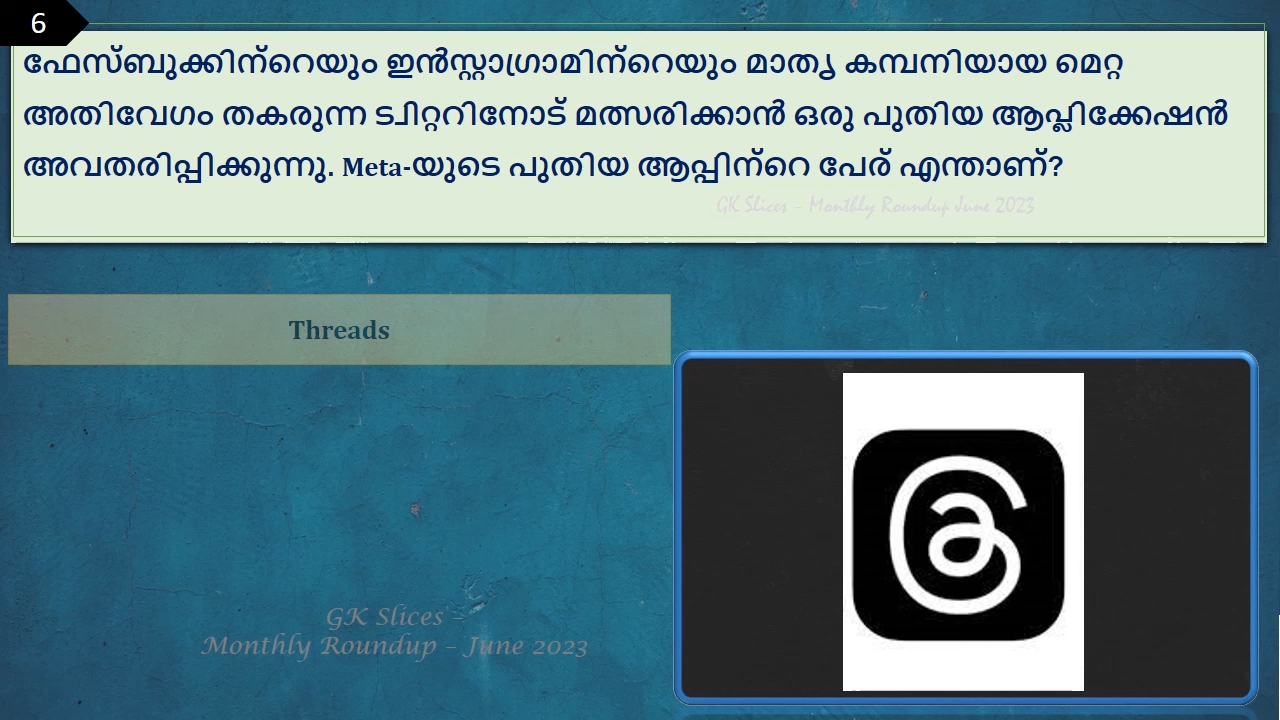 6
ഫേസ്ബുക്കിന്റെയും ഇൻസ്റ്റാഗ്രാമിന്റെയും മാതൃ കമ്പനിയായ മെറ്റ
അതിവേഗം തകരുന്ന ട്വിറ്ററിനോട് മത്സരിക്കാൻ ഒരു പുതിയ ആപ്ലിക്കേഷൻ
അവതരിപ്പിക്കുന്നു. Meta-യുടെ പുതിയ ആപ്പിന്റെ പേര് എന്താണ്?
GK Slices – Monthly Roundup June 2023
Threads
GK Slices –
Monthly Roundup – June 2023